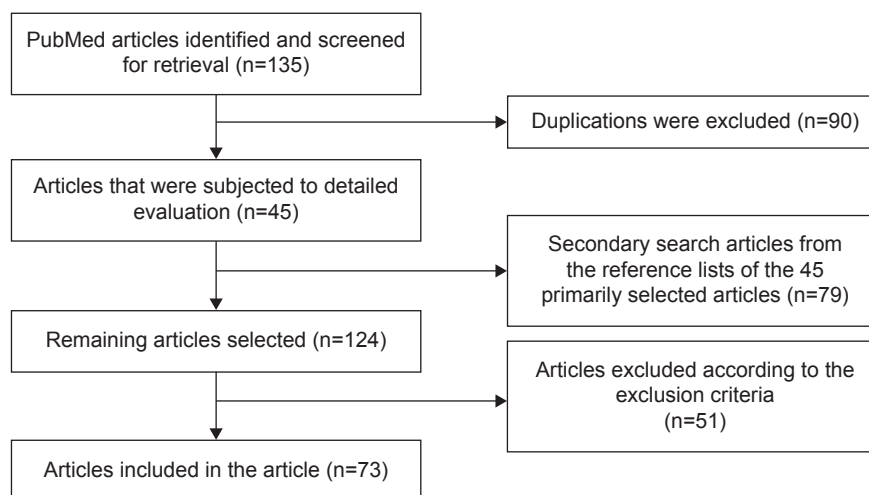 PubMed articles identified and screened
for retrieval (n=135)
Duplications were excluded (n=90)
Articles that were subjected to detailed
evaluation (n=45)
Secondary search articles from
the reference lists of the 45
primarily selected articles (n=79)
Remaining articles selected (n=124)
Articles excluded according to the
exclusion criteria
(n=51)
Articles included in the article (n=73)